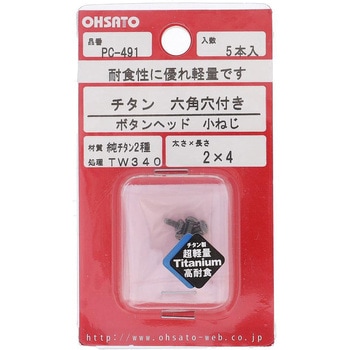 OHSATO
品番 PC-491 入数 5本入
耐食性に優れ軽量です
チタン 六角穴付き
ボタンヘッド 小ねじ
材質 純チタン2種 太さ×長さ
処理 TW340 2×4
チタン製
超軽量
Titanium
高耐食
http://www.ohsato-web.co.jp